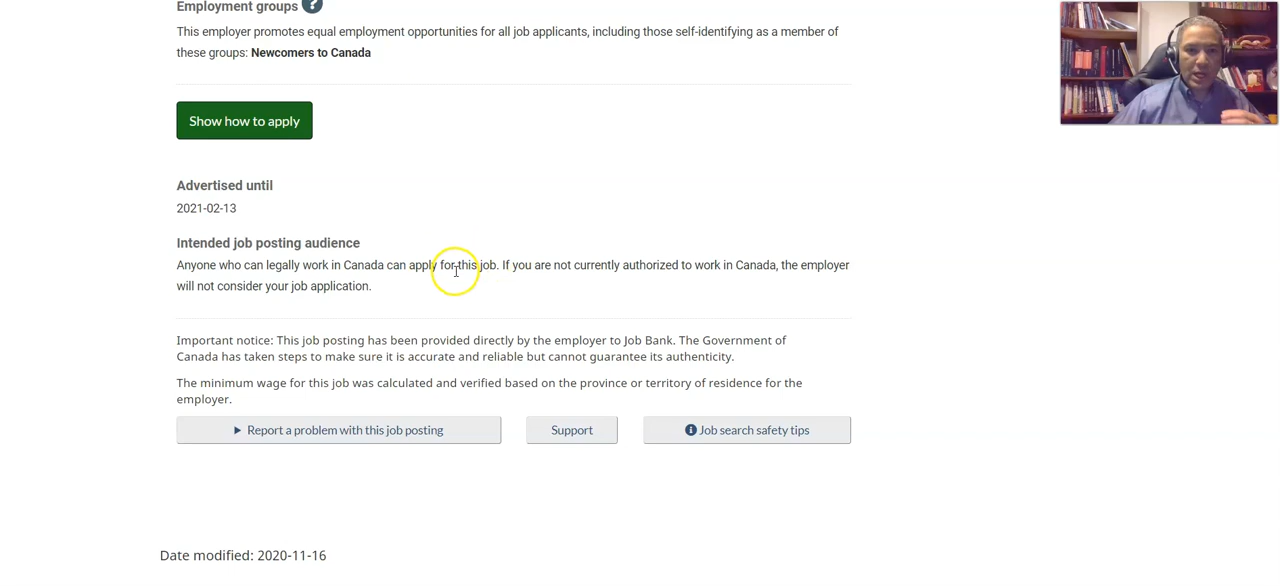 Employment groups ?
This employer promotes equal employment opportunities for all job applicants, including those self-identifying as a member of
these groups: Newcomers to Canada
Show how to apply
Advertised until
2021-02-13
Intended job posting audience
Anyone who can legally work in Canada can apply for this job. If you are not currently authorized to work in Canada, the employer
will not consider your job application.
Important notice: This job posting has been provided directly by the employer to Job Bank. The Government of
Canada has taken steps to make sure it is accurate and reliable but cannot guarantee its authenticity.
The minimum wage for this job was calculated and verified based on the province or territory of residence for the
employer.
Report a problem with this job posting
Support
Job search safety tips
Date modified: 2020-11-16